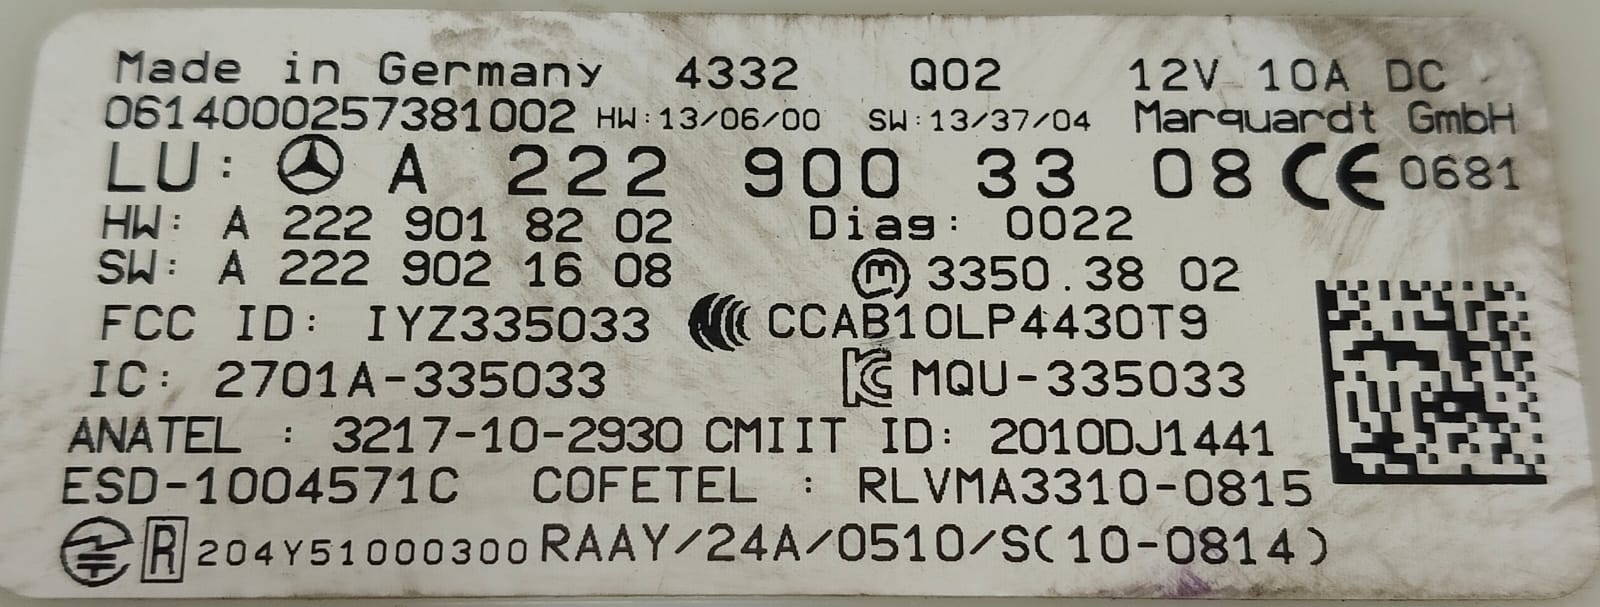 Made in Germany 4332 Q02 12V 10A DC
0614000257381002 HW:13/06/00 SW:13/37/04 Marquardt GmbH
LU: A 222 900 33 08 CE 0681
HW: A 222 901 82 02 Diag: 0022
SW: A 222 902 16 08 m 3350.38 02
FCC ID: IYZ335033 CCAB10LP4430T9
IC: 2701A-335033 KC MQU-335033
ANATEL : 3217-10-2930 CMIIT ID: 2010DJ1441
ESD-1004571C COFETEL : RLVMA3310-0815
R 204Y51000300 RAAY/24A/0510/S(10-0814)